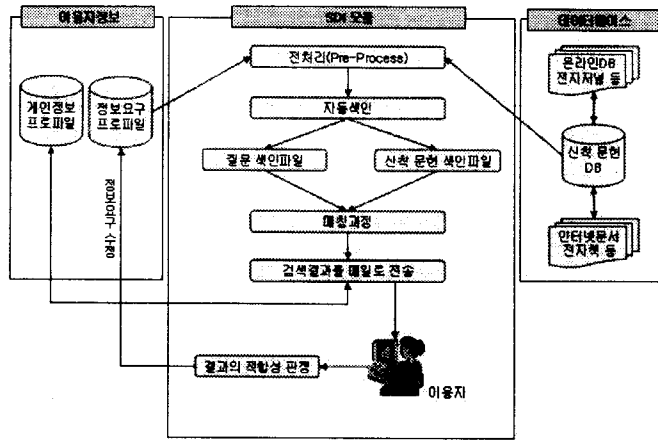 이용자정보
SDI 모듈
데이터베이스
전처리(Pre-Process)
온라인DB
전자저널 등
개인정보
프로파일
정보요구
프로파일
자동색인
질문 색인파일
신착 문헌 색인파일
신착 문헌
DB
정보요구 수정
매칭과정
인터넷문서
전자책 등
검색결과를 메일로 전송
결과의 적합성 판정
이용자